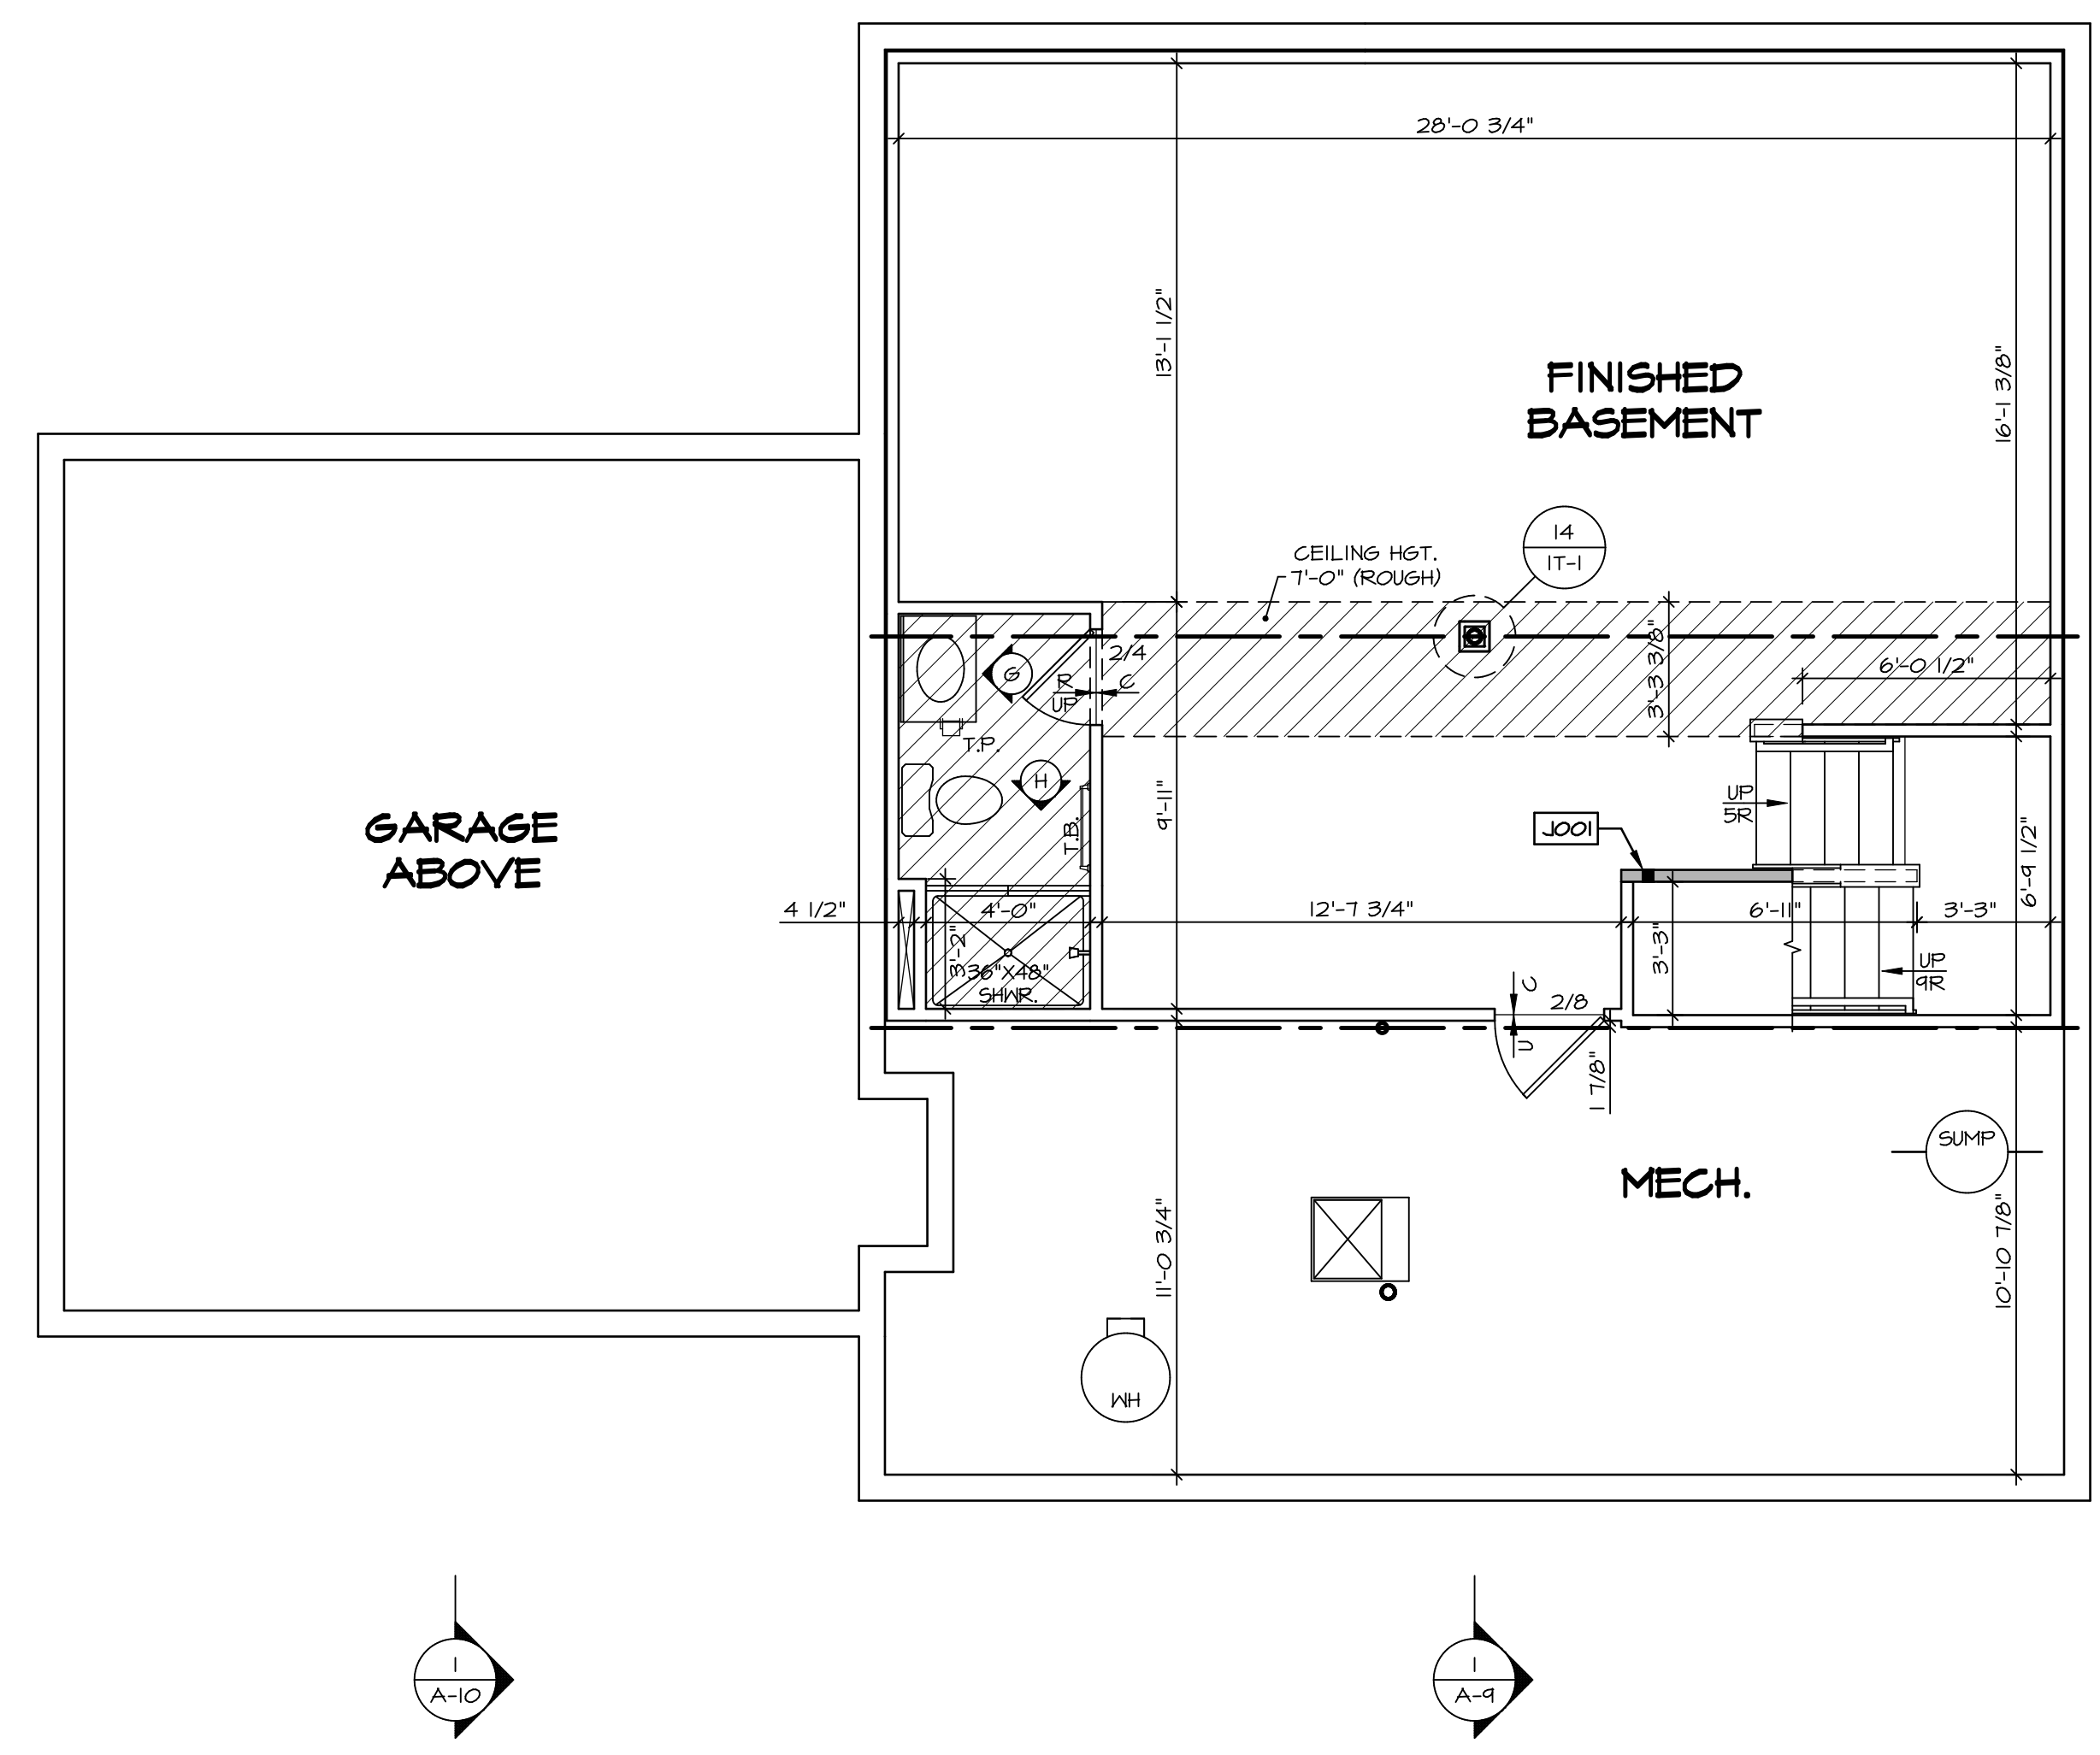 28'-0 3/4"
13'-1 1/2"
16'-1 3/8"
FINISHED
BASEMENT
14
IT-1
CEILING HGT.
7'-0" (ROUGH)
2/4
G
R
UP
C
3'-3 3/8"
6'-0 1/2"
T.P.
H
T.B.
9'-11"
UP
5R
J001
6'-9 1/2"
GARAGE
ABOVE
4 1/2"
4'-0"
12'-7 3/4"
6'-11"
3'-3"
3'-2"
3'-3"
36"X48"
SHWR.
UP
9R
C
2/8
U
1 7/8"
SUMP
MECH.
11'-0 3/4"
10'-10 7/8"
WH
1
A-10
1
A-9